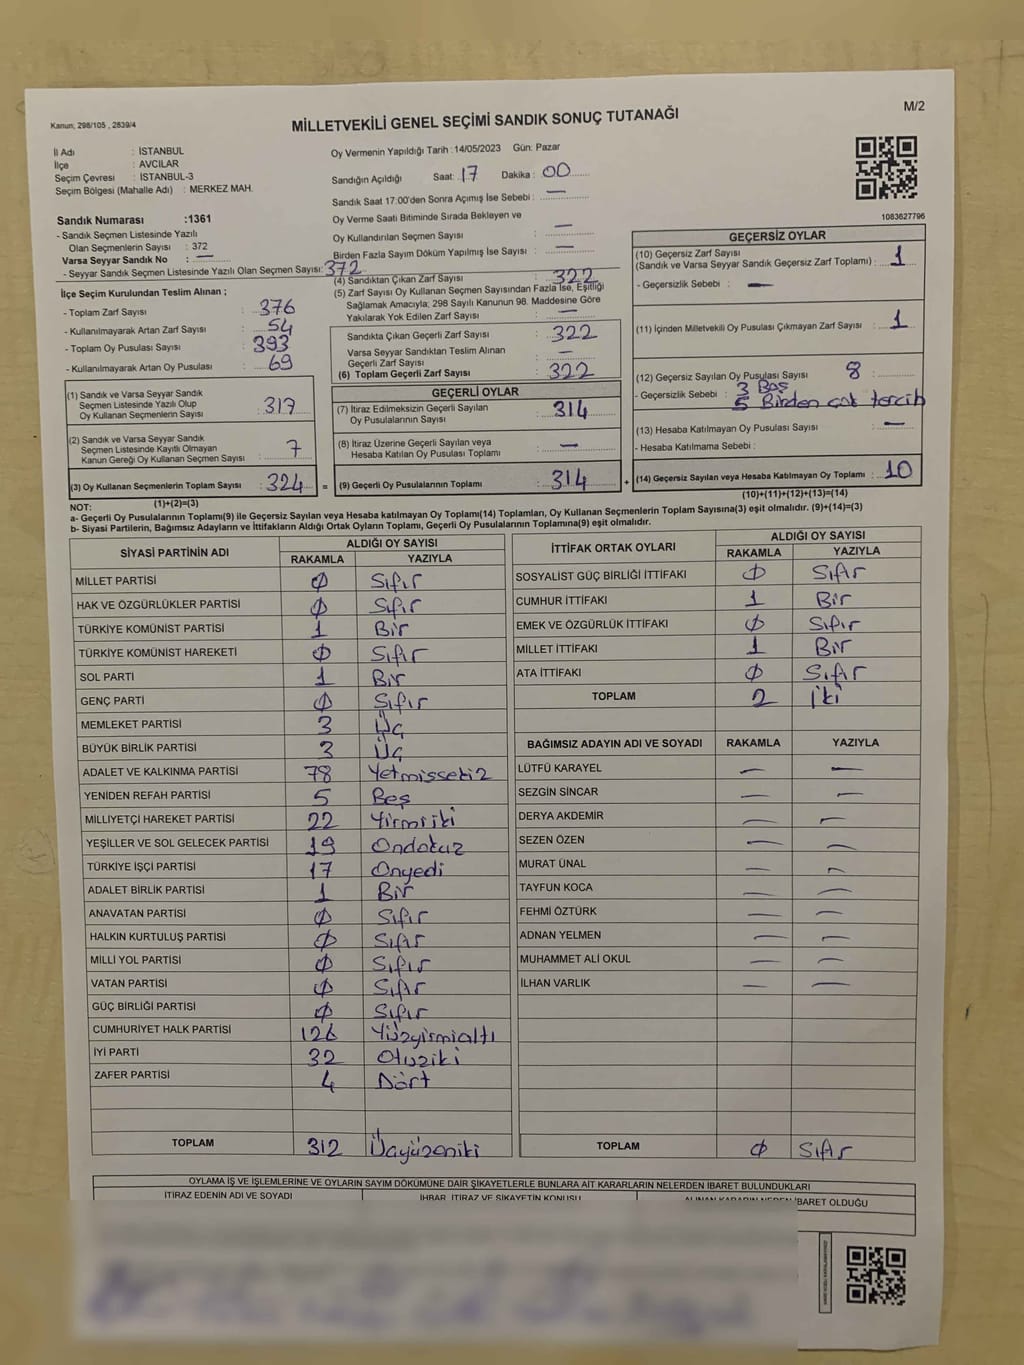 M/2
Kanun; 298/105 , 2839/4
MİLLETVEKİLİ GENEL SEÇİMİ SANDIK SONUÇ TUTANAĞI
İl Adı : İSTANBUL
İlçe : AVCILAR
Seçim Çevresi : İSTANBUL-3
Seçim Bölgesi (Mahalle Adı) : MERKEZ MAH.
Sandık Numarası :1361
- Sandık Seçmen Listesinde Yazılı
Olan Seçmenlerin Sayısı : 372
Varsa Seyyar Sandık No : —
- Seyyar Sandık Seçmen Listesinde Yazılı Olan Seçmen Sayısı: 372
Oy Vermenin Yapıldığı Tarih : 14/05/2023 Gün: Pazar
Sandığın Açıldığı Saat: 17 Dakika : 00
Sandık Saat 17:00'den Sonra Açımış İse Sebebi : —
Oy Verme Saati Bitiminde Sırada Bekleyen ve
Oy Kullandırılan Seçmen Sayısı : —
Birden Fazla Sayım Döküm Yapılmış İse Sayısı : —
1083627796
İlçe Seçim Kurulundan Teslim Alınan ;
- Toplam Zarf Sayısı : 376
- Kullanılmayarak Artan Zarf Sayısı : 54
- Toplam Oy Pusulası Sayısı : 393
- Kullanılmayarak Artan Oy Pusulası : 69
(1) Sandık ve Varsa Seyyar Sandık
Seçmen Listesinde Yazılı Olup
Oy Kullanan Seçmenlerin Sayısı : 317
(2) Sandık ve Varsa Seyyar Sandık
Seçmen Listesinde Kayıtlı Olmayan
Kanun Gereği Oy Kullanan Seçmen Sayısı : 7
(3) Oy Kullanan Seçmenlerin Toplam Sayısı : 324
(1)+(2)=(3)
(4) Sandıktan Çıkan Zarf Sayısı : 322
(5) Zarf Sayısı Oy Kullanan Seçmen Sayısından Fazla İse, Eşitliği
Sağlamak Amacıyla; 298 Sayılı Kanunun 98. Maddesine Göre
Yakılarak Yok Edilen Zarf Sayısı : —
Sandıkta Çıkan Geçerli Zarf Sayısı : 322
Varsa Seyyar Sandıktan Teslim Alınan
Geçerli Zarf Sayısı : —
(6) Toplam Geçerli Zarf Sayısı : 322
GEÇERLİ OYLAR
(7) İtiraz Edilmeksizin Geçerli Sayılan
Oy Pusulalarının Sayısı : 314
(8) İtiraz Üzerine Geçerli Sayılan veya
Hesaba Katılan Oy Pusulası Toplamı : —
= (9) Geçerli Oy Pusulalarının Toplamı : 314 +
GEÇERSİZ OYLAR
(10) Geçersiz Zarf Sayısı
(Sandık ve Varsa Seyyar Sandık Geçersiz Zarf Toplamı) : 1
- Geçersizlik Sebebi : —
(11) İçinden Milletvekili Oy Pusulası Çıkmayan Zarf Sayısı : 1
(12) Geçersiz Sayılan Oy Pusulası Sayısı : 8
- Geçersizlik Sebebi : 3 Boş
5 Birden çok tercih
(13) Hesaba Katılmayan Oy Pusulası Sayısı : —
- Hesaba Katılmama Sebebi :
(14) Geçersiz Sayılan veya Hesaba Katılmayan Oy Toplamı : 10
(10)+(11)+(12)+(13)=(14)
NOT:
a- Geçerli Oy Pusulalarının Toplamı(9) ile Geçersiz Sayılan veya Hesaba katılmayan Oy Toplamı(14) Toplamları, Oy Kullanan Seçmenlerin Toplam Sayısına(3) eşit olmalıdır. (9)+(14)=(3)
b- Siyasi Partilerin, Bağımsız Adayların ve İttifakların Aldığı Ortak Oyların Toplamı, Geçerli Oy Pusulalarının Toplamına(9) eşit olmalıdır.
SİYASİ PARTİNİN ADI ALDIĞI OY SAYISI
RAKAMLA YAZIYLA
MİLLET PARTİSİ 0 Sıfır
HAK VE ÖZGÜRLÜKLER PARTİSİ 0 Sıfır
TÜRKİYE KOMÜNİST PARTİSİ 1 Bir
TÜRKİYE KOMÜNİST HAREKETİ 0 Sıfır
SOL PARTİ 1 Bir
GENÇ PARTİ 0 Sıfır
MEMLEKET PARTİSİ 3 Üç
BÜYÜK BİRLİK PARTİSİ 3 Üç
ADALET VE KALKINMA PARTİSİ 78 Yetmissekiz
YENİDEN REFAH PARTİSİ 5 Beş
MİLLİYETÇİ HAREKET PARTİSİ 22 Yirmiiki
YEŞİLLER VE SOL GELECEK PARTİSİ 19 Ondokuz
TÜRKİYE İŞÇİ PARTİSİ 17 Onyedi
ADALET BİRLİK PARTİSİ 1 Bir
ANAVATAN PARTİSİ 0 Sıfır
HALKIN KURTULUŞ PARTİSİ 0 Sıfır
MİLLİ YOL PARTİSİ 0 Sıfır
VATAN PARTİSİ 0 Sıfır
GÜÇ BİRLİĞİ PARTİSİ 0 Sıfır
CUMHURİYET HALK PARTİSİ 126 Yüzyirmialtı
İYİ PARTİ 32 Otuziki
ZAFER PARTİSİ 4 Dört
TOPLAM 312 Üçyüzoniki
İTTİFAK ORTAK OYLARI ALDIĞI OY SAYISI
RAKAMLA YAZIYLA
SOSYALİST GÜÇ BİRLİĞİ İTTİFAKI 0 Sıfır
CUMHUR İTTİFAKI 1 Bir
EMEK VE ÖZGÜRLÜK İTTİFAKI 0 Sıfır
MİLLET İTTİFAKI 1 Bir
ATA İTTİFAKI 0 Sıfır
TOPLAM 2 İki
BAĞIMSIZ ADAYIN ADI VE SOYADI RAKAMLA YAZIYLA
LÜTFÜ KARAYEL — —
SEZGİN SİNCAR — —
DERYA AKDEMİR — —
SEZEN ÖZEN — —
MURAT ÜNAL — —
TAYFUN KOCA — —
FEHMİ ÖZTÜRK — —
ADNAN YELMEN — —
MUHAMMET ALİ OKUL — —
İLHAN VARLIK — —
TOPLAM 0 Sıfır
OYLAMA İŞ VE İŞLEMLERİNE VE OYLARIN SAYIM DÖKÜMÜNE DAİR ŞİKAYETLERLE BUNLARA AİT KARARLARIN NELERDEN İBARET BULUNDUKLARI
İTİRAZ EDENİN ADI VE SOYADI İHBAR, İTİRAZ VE ŞİKAYETİN KONUSU ALINAN KARARIN NEDEN İBARET OLDUĞU